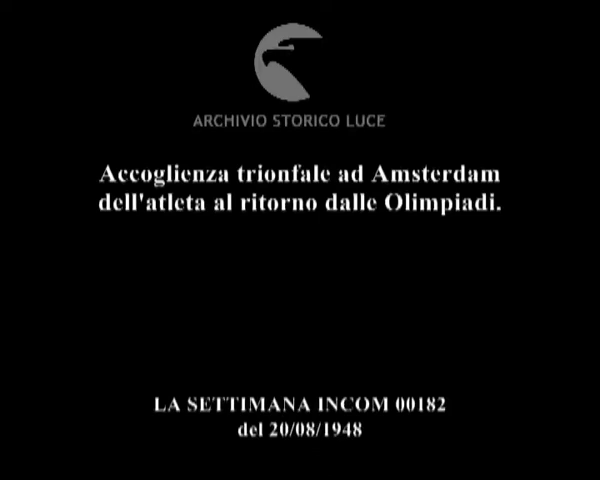 ARCHIVIO STORICO LUCE
Accoglienza trionfale ad Amsterdam
dell'atleta al ritorno dalle Olimpiadi.
LA SETTIMANA INCOM 00182
del 20/08/1948